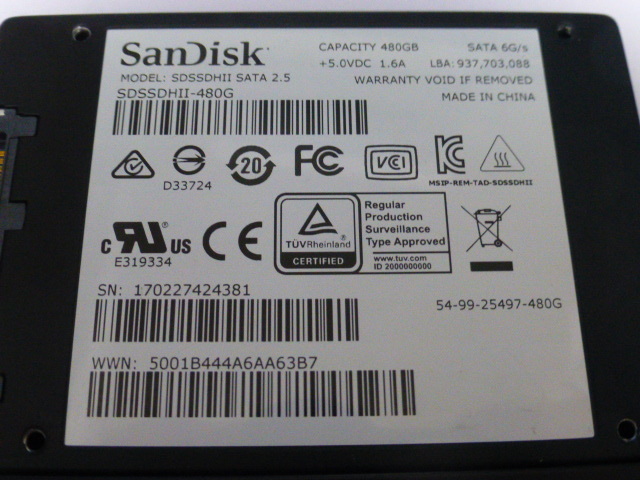 SanDisk
CAPACITY 480GB SATA 6G/s
+5.0VDC 1.6A LBA: 937,703,088
MODEL: SDSSDHII SATA 2.5
WARRANTY VOID IF REMOVED
SDSSDHII-480G
MADE IN CHINA
D33724
20
FC
VCI
KC
MSIP-REM-TAD-SDSSDHII
c RU US
E319334
CE
TÜVRheinland
CERTIFIED
Regular
Production
Surveillance
Type Approved
www.tuv.com
ID 2000000000
SN: 170227424381
54-99-25497-480G
WWN: 5001B444A6AA63B7